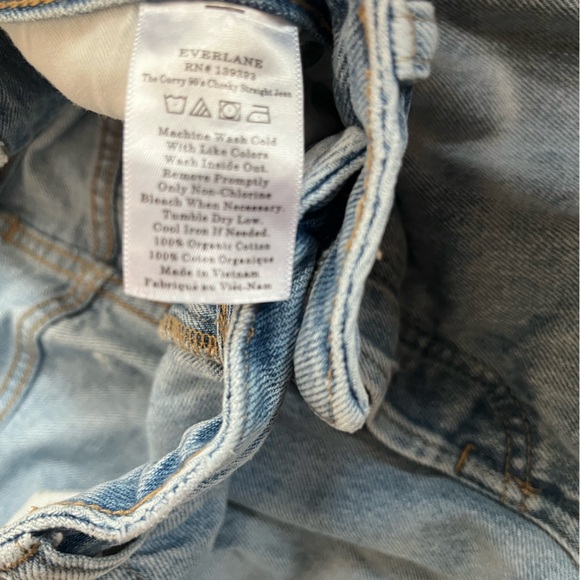 EVERLANE
RN# 139293
The Curvy 90's Cheeky Straight Jean
Machine Wash Cold
With Like Colors
Wash Inside Out.
Remove Promptly
Only Non-Chlorine
Bleach When Necessary.
Tumble Dry Low.
Cool Iron If Needed.
100% Organic Cotton
100% Coton Organique
Made in Vietnam
Fabriqué au Viêt-Nam